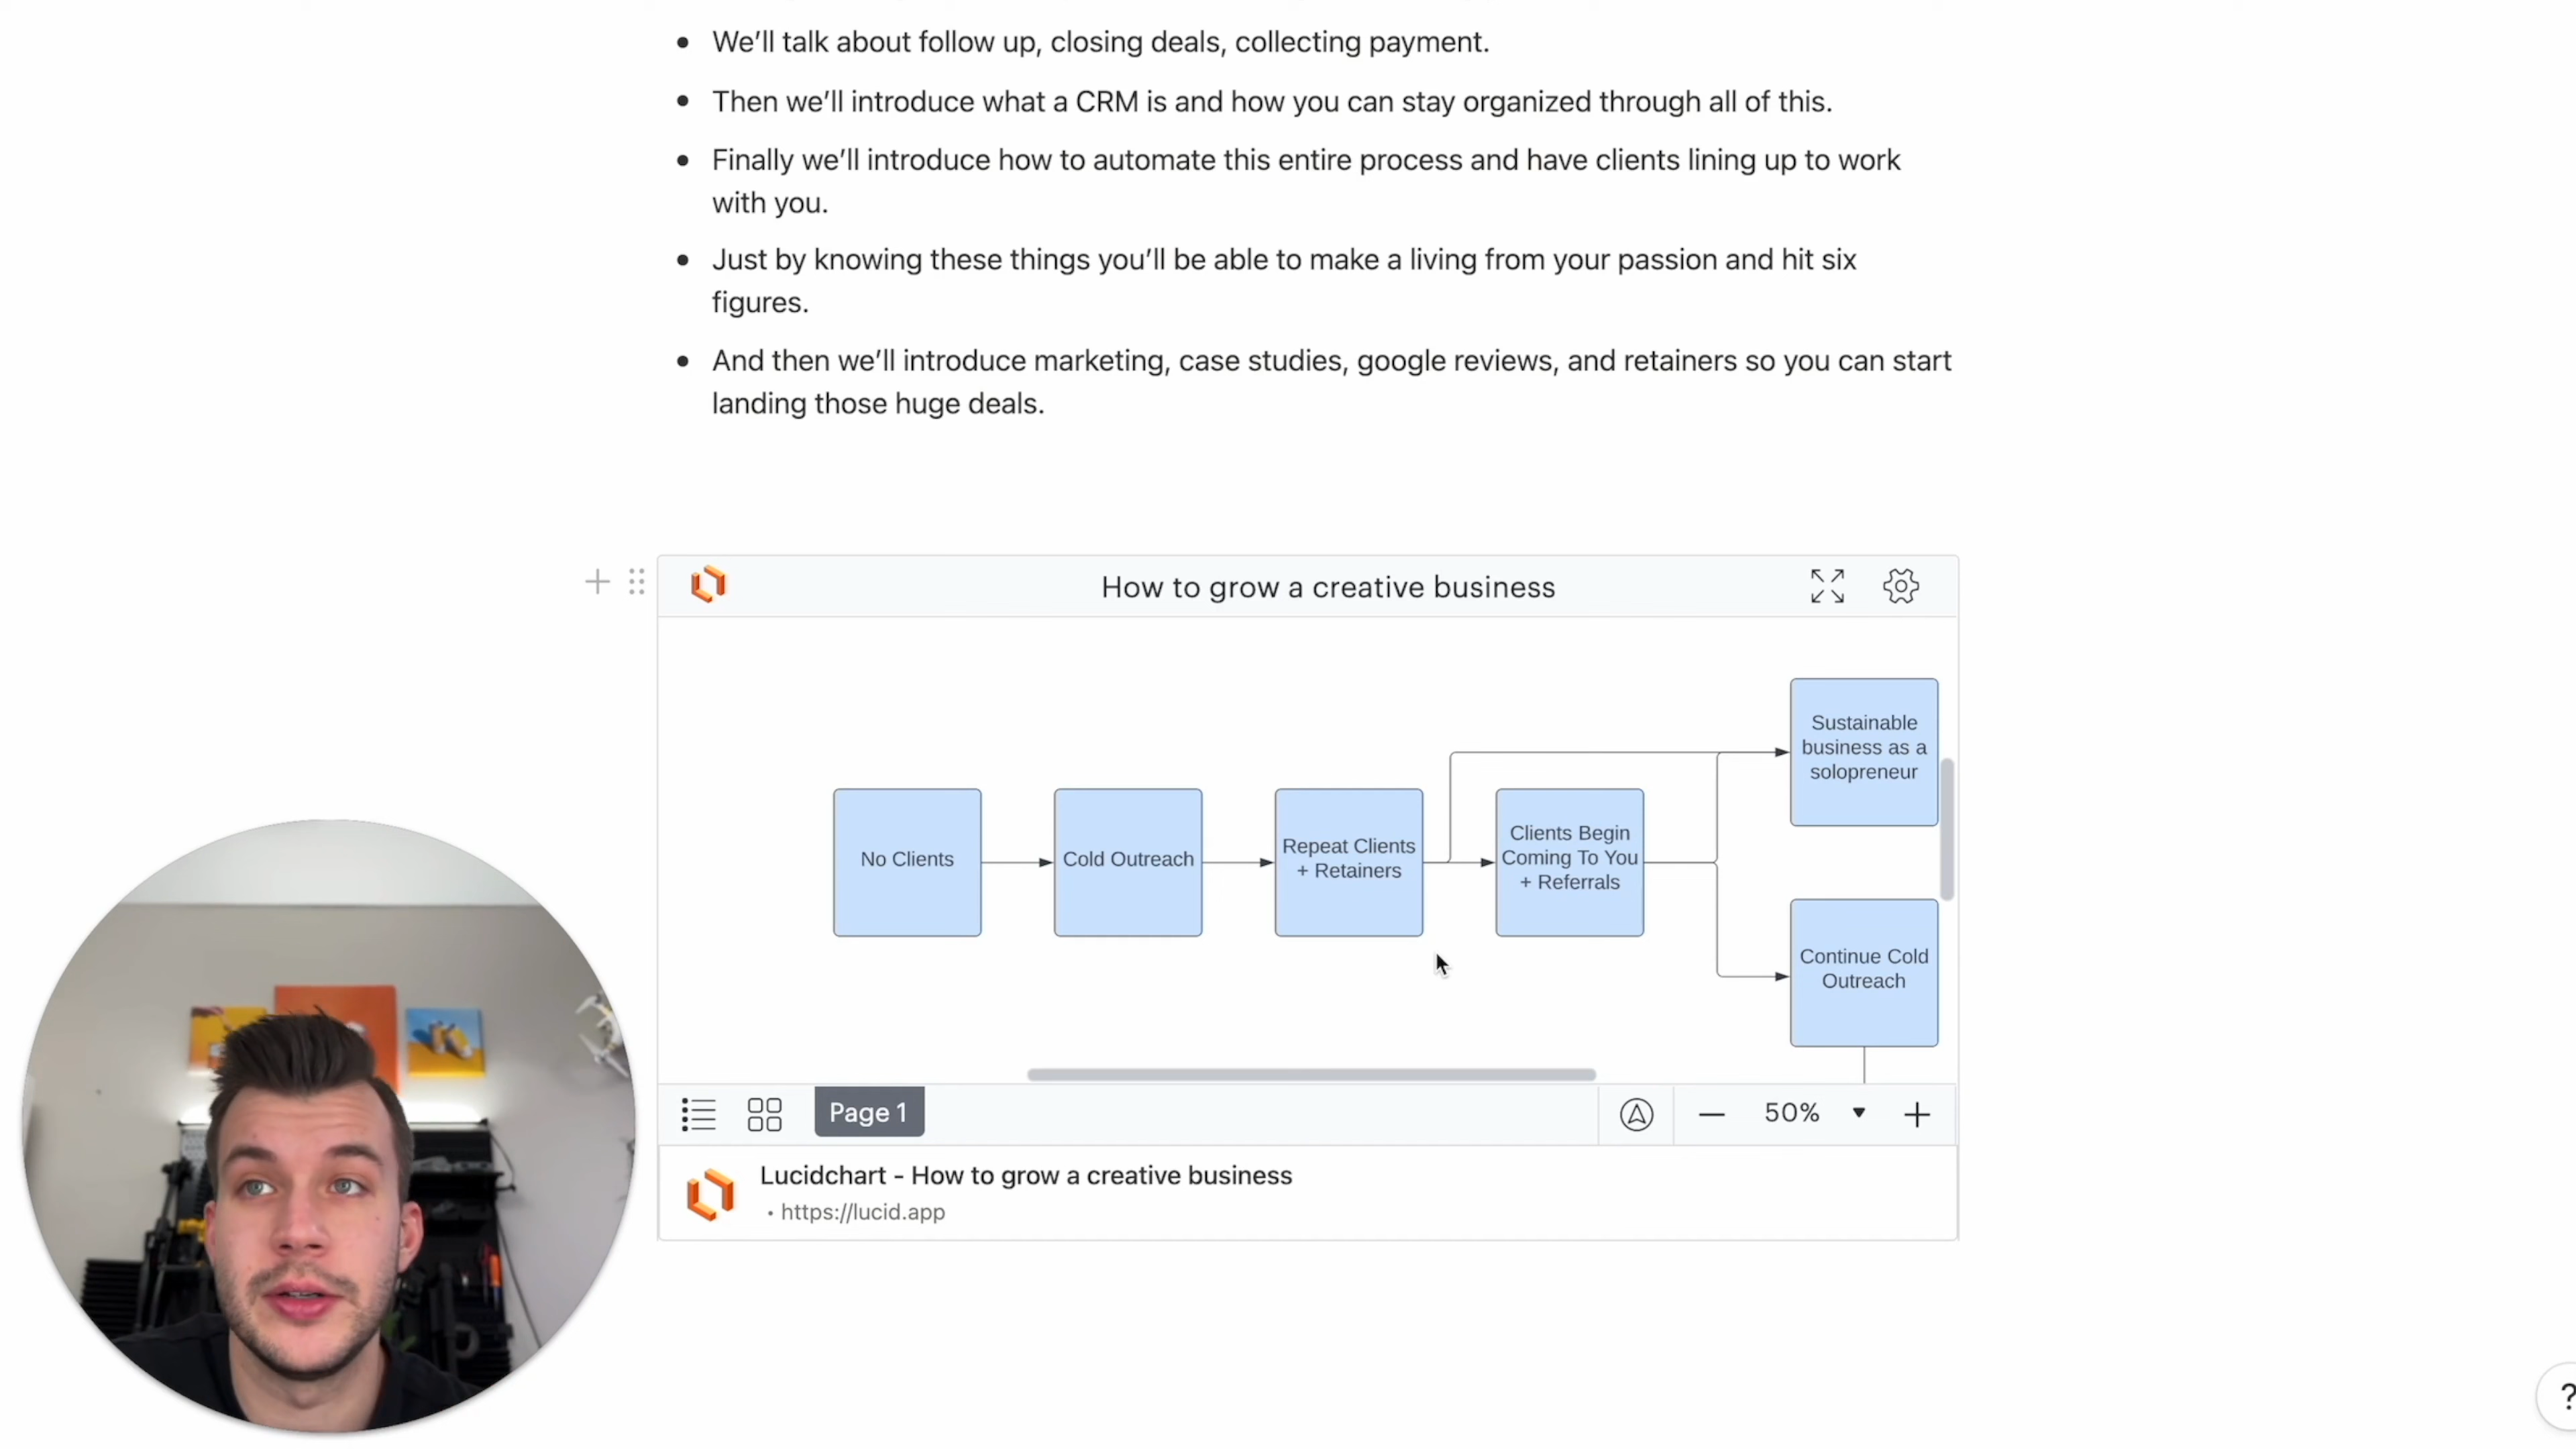 We'll talk about follow up, closing deals, collecting payment.
Then we'll introduce what a CRM is and how you can stay organized through all of this.
Finally we'll introduce how to automate this entire process and have clients lining up to work
with you.
Just by knowing these things you'll be able to make a living from your passion and hit six
figures.
And then we'll introduce marketing, case studies, google reviews, and retainers so you can start
landing those huge deals.
How to grow a creative business
No Clients
Cold Outreach
Repeat Clients
+ Retainers
Clients Begin
Coming To You
+ Referrals
Sustainable
business as a
solopreneur
Continue Cold
Outreach
Page 1
50%
Lucidchart - How to grow a creative business
• https://lucid.app
?